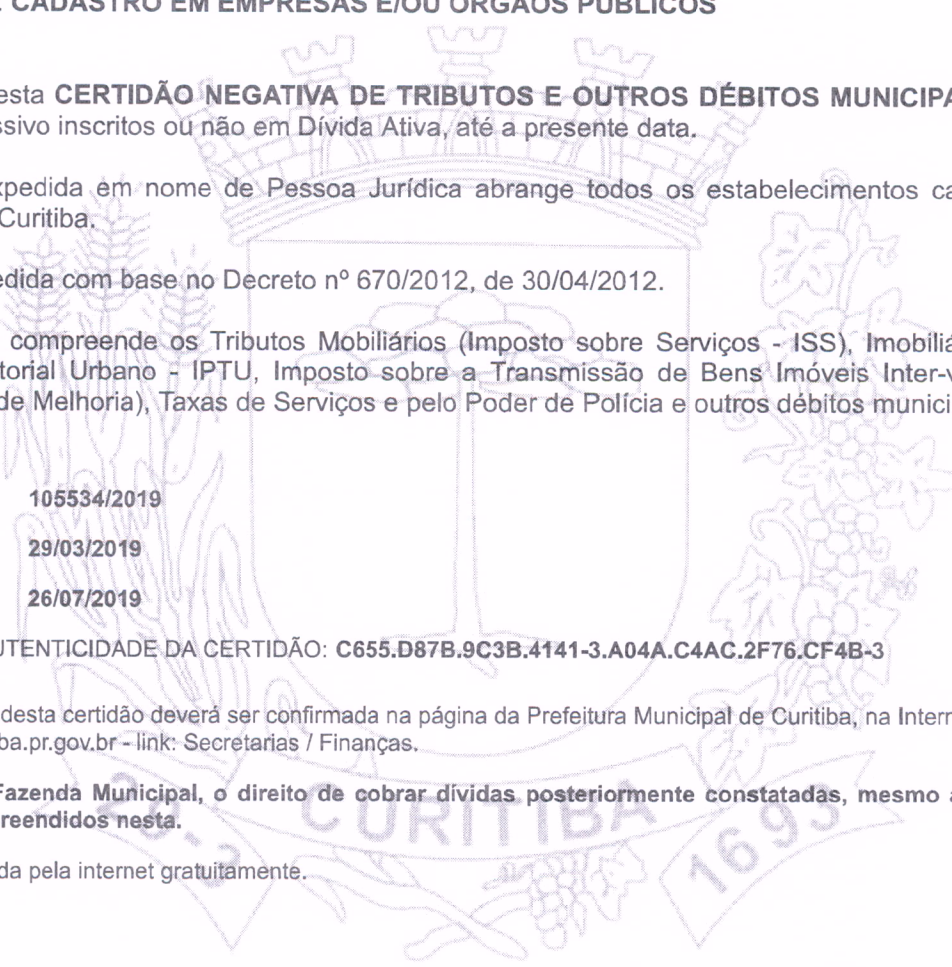 CADASTRO EM EMPRESAS E/OU ÓRGÃOS PÚBLICOS
esta CERTIDÃO NEGATIVA DE TRIBUTOS E OUTROS DÉBITOS MUNICIPA
ssivo inscritos ou não em Dívida Ativa, até a presente data.
xpedida em nome de Pessoa Jurídica abrange todos os estabelecimentos ca
Curitiba.
edida com base no Decreto nº 670/2012, de 30/04/2012.
compreende os Tributos Mobiliários (Imposto sobre Serviços - ISS), Imobiliá
torial Urbano - IPTU, Imposto sobre a Transmissão de Bens Imóveis Inter-v
de Melhoria), Taxas de Serviços e pelo Poder de Polícia e outros débitos munici
105534/2019
29/03/2019
26/07/2019
UTENTICIDADE DA CERTIDÃO: C655.D87B.9C3B.4141-3.A04A.C4AC.2F76.CF4B-3
desta certidão deverá ser confirmada na página da Prefeitura Municipal de Curitiba, na Intern
ba.pr.gov.br - link: Secretarias / Finanças.
Fazenda Municipal, o direito de cobrar dívidas posteriormente constatadas, mesmo a
reendidos nesta.
da pela internet gratuitamente.
29-3 CURITIBA 1693